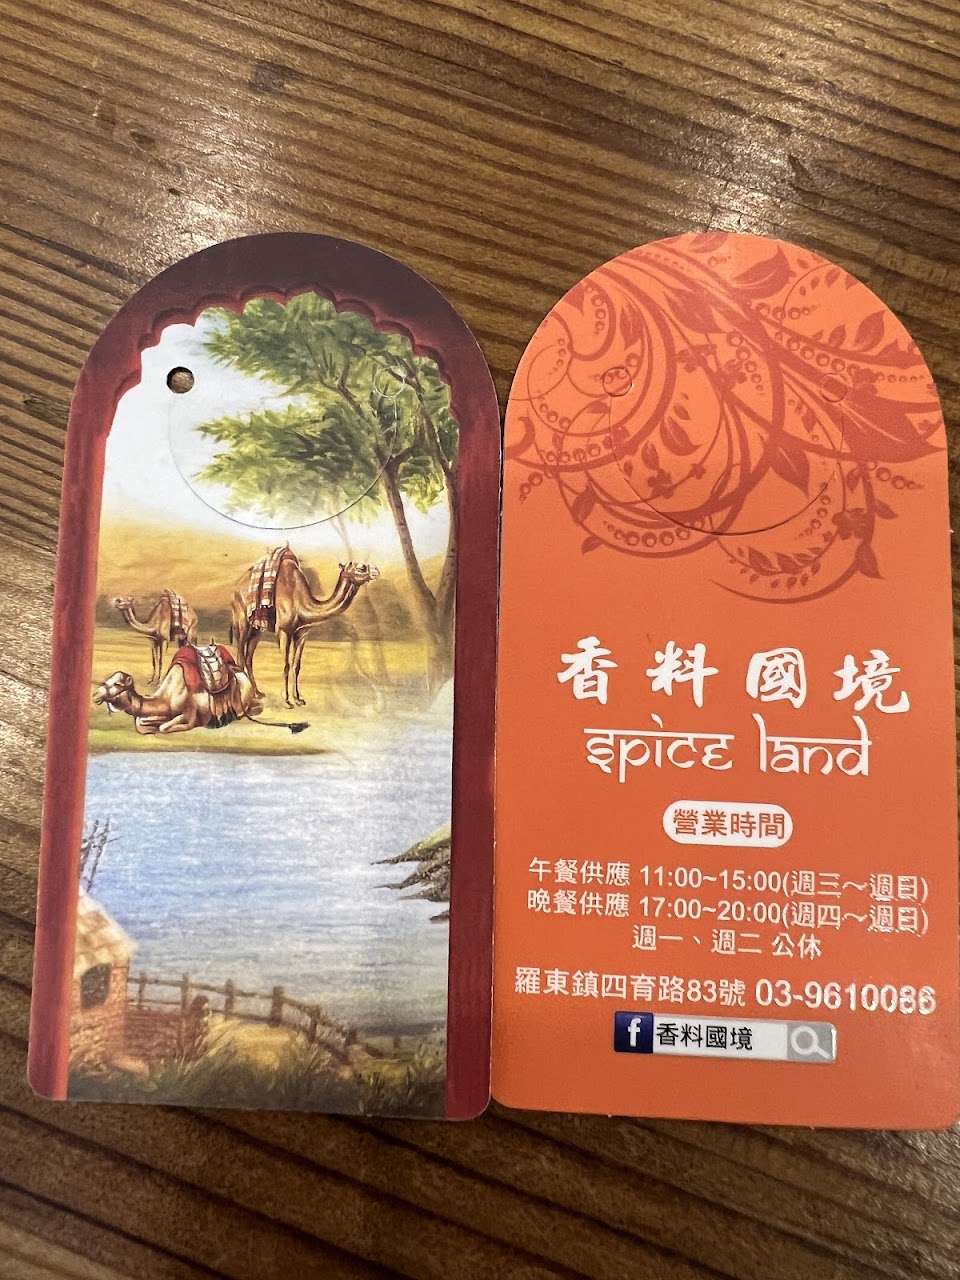 香料國境
spice land
營業時間
午餐供應 11:00~15:00(週三～週日)
晚餐供應 17:00~20:00(週四～週日)
週一、週二 公休
羅東鎮四育路83號 03-9610086
f 香料國境